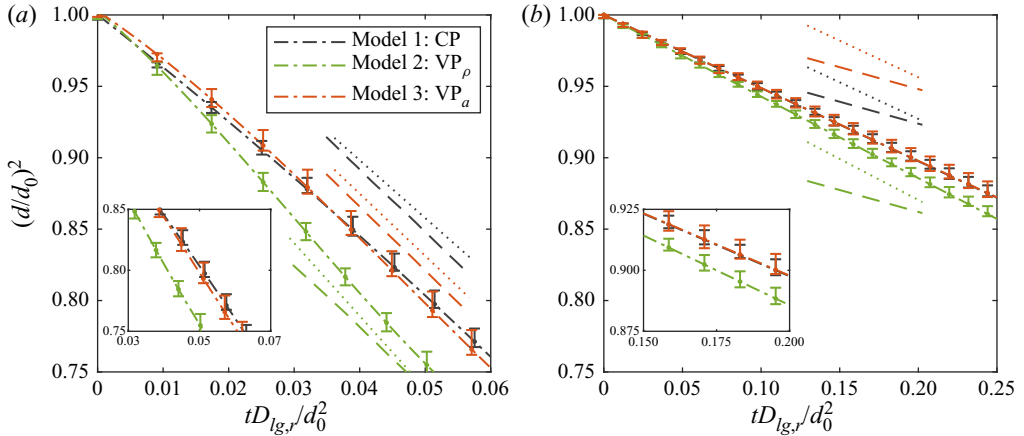 (a)
(b)
1.00
0.95
0.90
0.85
0.80
0.75
(d/d₀)²
Model 1: CP
Model 2: VPρ
Model 3: VPₐ
0.85
0.80
0.75
0.03 0.05 0.07
0 0.01 0.02 0.03 0.04 0.05 0.06
tD_{lg,r}/d₀²
1.00
0.95
0.90
0.85
0.80
0.75
0.925
0.900
0.875
0.150 0.175 0.200
0 0.05 0.10 0.15 0.20 0.25
tD_{lg,r}/d₀²